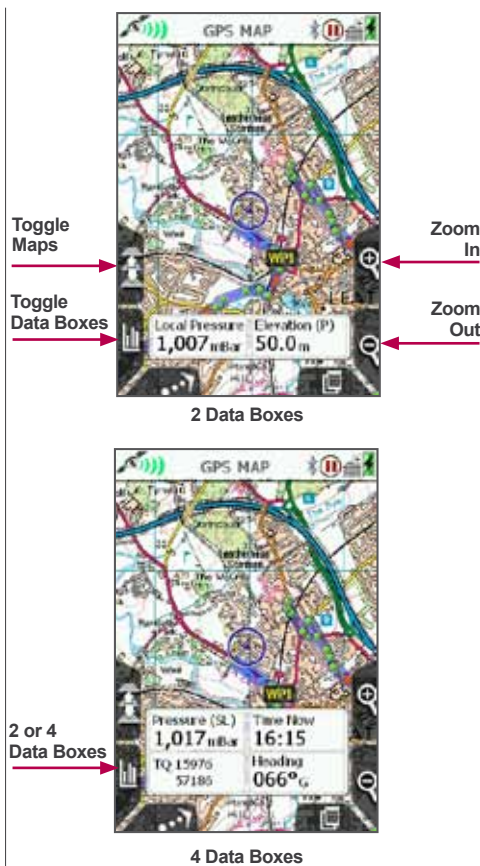 GPS MAP
Toggle
Maps
Zoom
In
WP1
Toggle
Data Boxes
Zoom
Out
Local Pressure Elevation (P)
1,007 mBar 50.0 m
2 Data Boxes
GPS MAP
The Mounts
WP1
2 or 4
Data Boxes
Pressure (SL) Time Now
1,017 mBar 16:15
TQ 15976 Heading
57186 066° G
4 Data Boxes